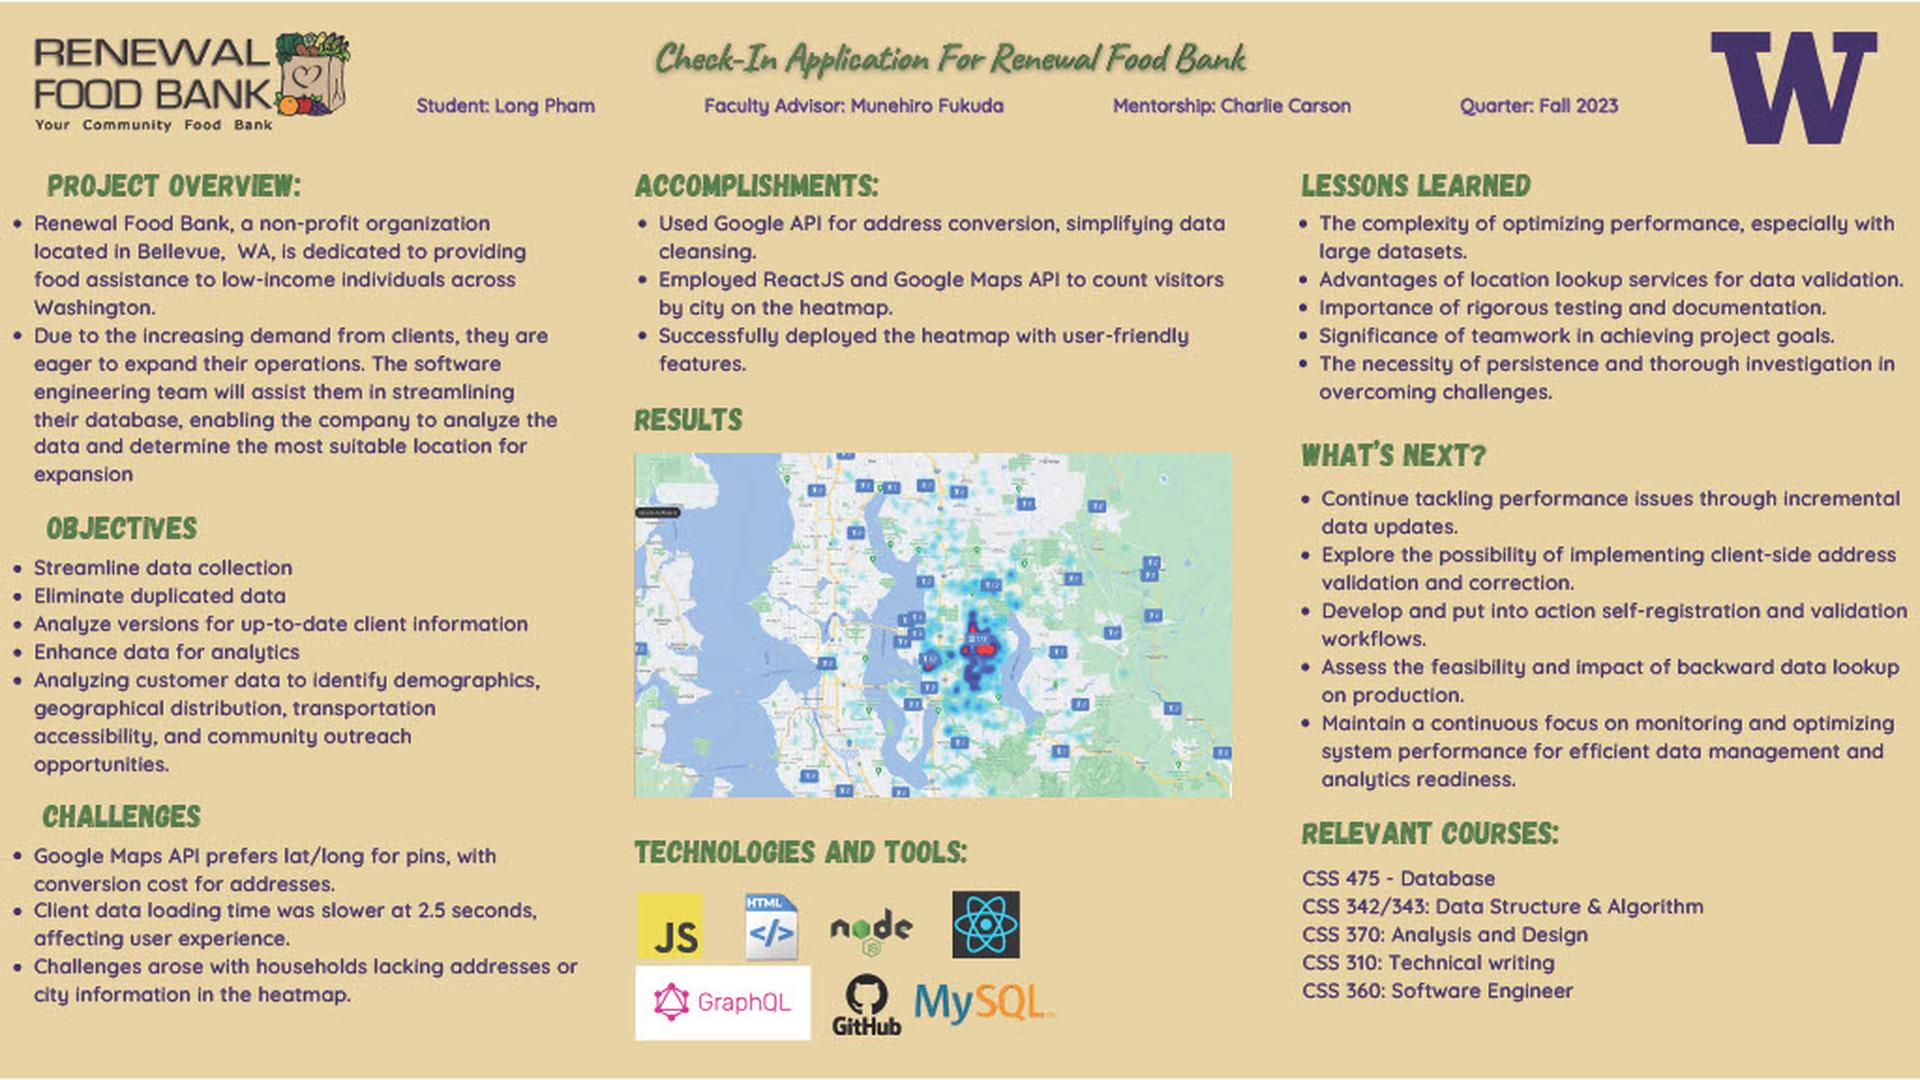 RENEWAL
FOOD BANK
Your Community Food Bank
Check-In Application For Renewal Food Bank
Student: Long Pham
Faculty Advisor: Munehiro Fukuda
Mentorship: Charlie Carson
Quarter: Fall 2023
W
PROJECT OVERVIEW:
• Renewal Food Bank, a non-profit organization
located in Bellevue, WA, is dedicated to providing
food assistance to low-income individuals across
Washington.
• Due to the increasing demand from clients, they are
eager to expand their operations. The software
engineering team will assist them in streamlining
their database, enabling the company to analyze the
data and determine the most suitable location for
expansion
OBJECTIVES
• Streamline data collection
• Eliminate duplicated data
• Analyze versions for up-to-date client information
• Enhance data for analytics
• Analyzing customer data to identify demographics,
geographical distribution, transportation
accessibility, and community outreach
opportunities.
CHALLENGES
• Google Maps API prefers lat/long for pins, with
conversion cost for addresses.
• Client data loading time was slower at 2.5 seconds,
affecting user experience.
• Challenges arose with households lacking addresses or
city information in the heatmap.
ACCOMPLISHMENTS:
• Used Google API for address conversion, simplifying data
cleansing.
• Employed ReactJS and Google Maps API to count visitors
by city on the heatmap.
• Successfully deployed the heatmap with user-friendly
features.
RESULTS
TECHNOLOGIES AND TOOLS:
JS
HTML
</>
node
JS
GraphQL
GitHub
MySQL
LESSONS LEARNED
• The complexity of optimizing performance, especially with
large datasets.
• Advantages of location lookup services for data validation.
• Importance of rigorous testing and documentation.
• Significance of teamwork in achieving project goals.
• The necessity of persistence and thorough investigation in
overcoming challenges.
WHAT'S NEXT?
• Continue tackling performance issues through incremental
data updates.
• Explore the possibility of implementing client-side address
validation and correction.
• Develop and put into action self-registration and validation
workflows.
• Assess the feasibility and impact of backward data lookup
on production.
• Maintain a continuous focus on monitoring and optimizing
system performance for efficient data management and
analytics readiness.
RELEVANT COURSES:
CSS 475 - Database
CSS 342/343: Data Structure & Algorithm
CSS 370: Analysis and Design
CSS 310: Technical writing
CSS 360: Software Engineer